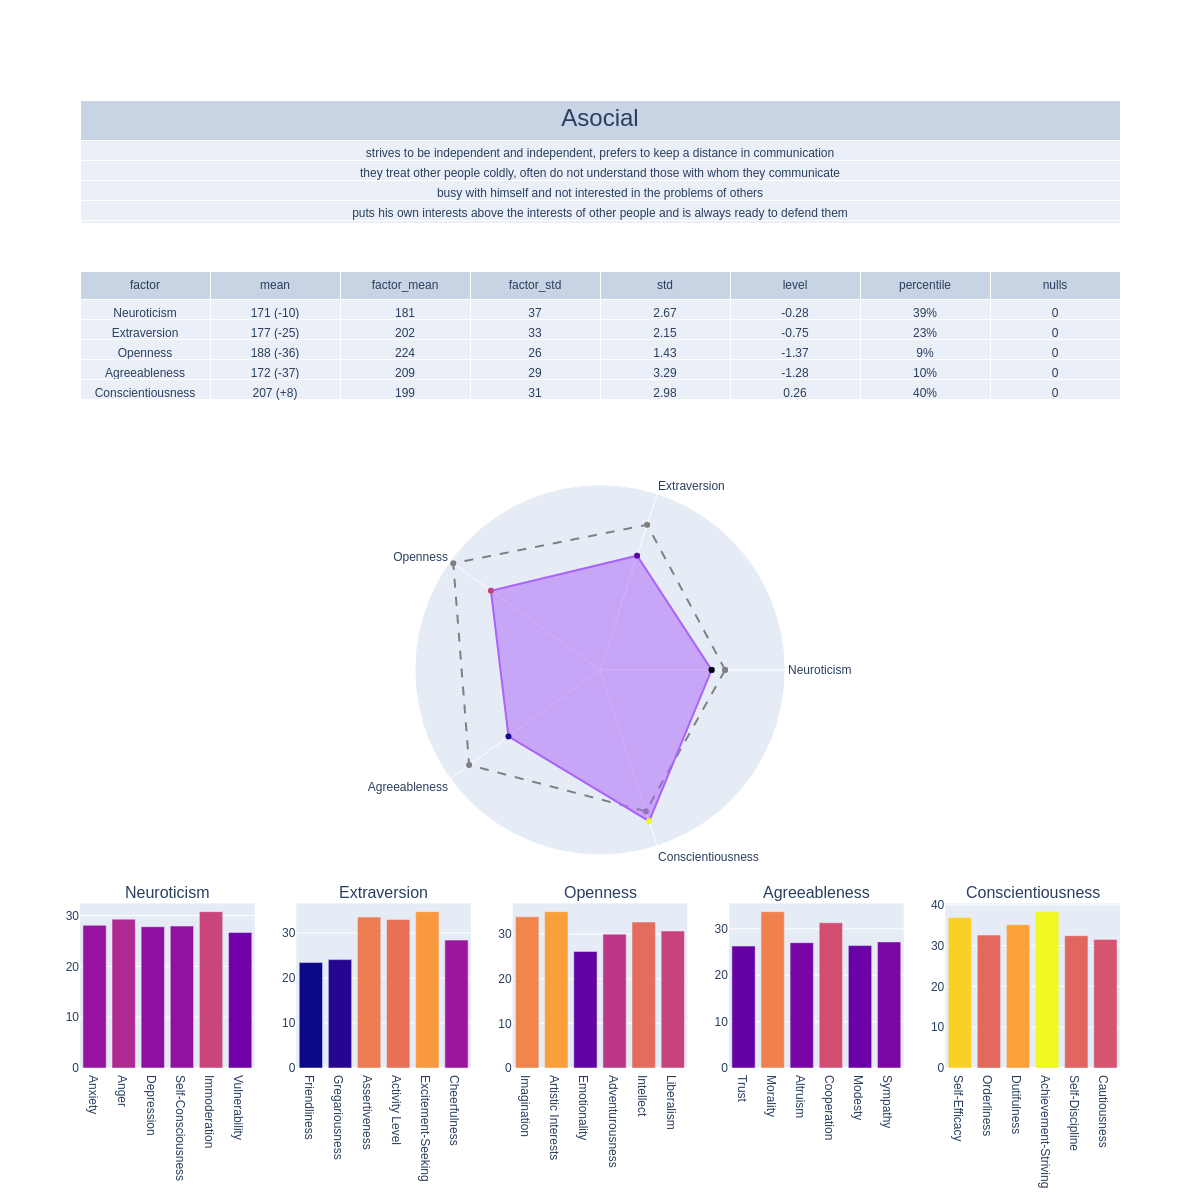 Asocial
strives to be independent and independent, prefers to keep a distance in communication
they treat other people coldly, often do not understand those with whom they communicate
busy with himself and not interested in the problems of others
puts his own interests above the interests of other people and is always ready to defend them
factor mean factor_mean factor_std std level percentile nulls
Neuroticism 171 (-10) 181 37 2.67 -0.28 39% 0
Extraversion 177 (-25) 202 33 2.15 -0.75 23% 0
Openness 188 (-36) 224 26 1.43 -1.37 9% 0
Agreeableness 172 (-37) 209 29 3.29 -1.28 10% 0
Conscientiousness 207 (+8) 199 31 2.98 0.26 40% 0
Extraversion
Openness
Neuroticism
Agreeableness
Conscientiousness
Neuroticism
30
20
10
0
Anxiety
Anger
Depression
Self-Consciousness
Immoderation
Vulnerability
Extraversion
30
20
10
0
Friendliness
Gregariousness
Assertiveness
Activity Level
Excitement-Seeking
Cheerfulness
Openness
30
20
10
0
Imagination
Artistic Interests
Emotionality
Adventurousness
Intellect
Liberalism
Agreeableness
30
20
10
0
Trust
Morality
Altruism
Cooperation
Modesty
Sympathy
Conscientiousness
40
30
20
10
0
Self-Efficacy
Orderliness
Dutifulness
Achievement-Striving
Self-Discipline
Cautiousness